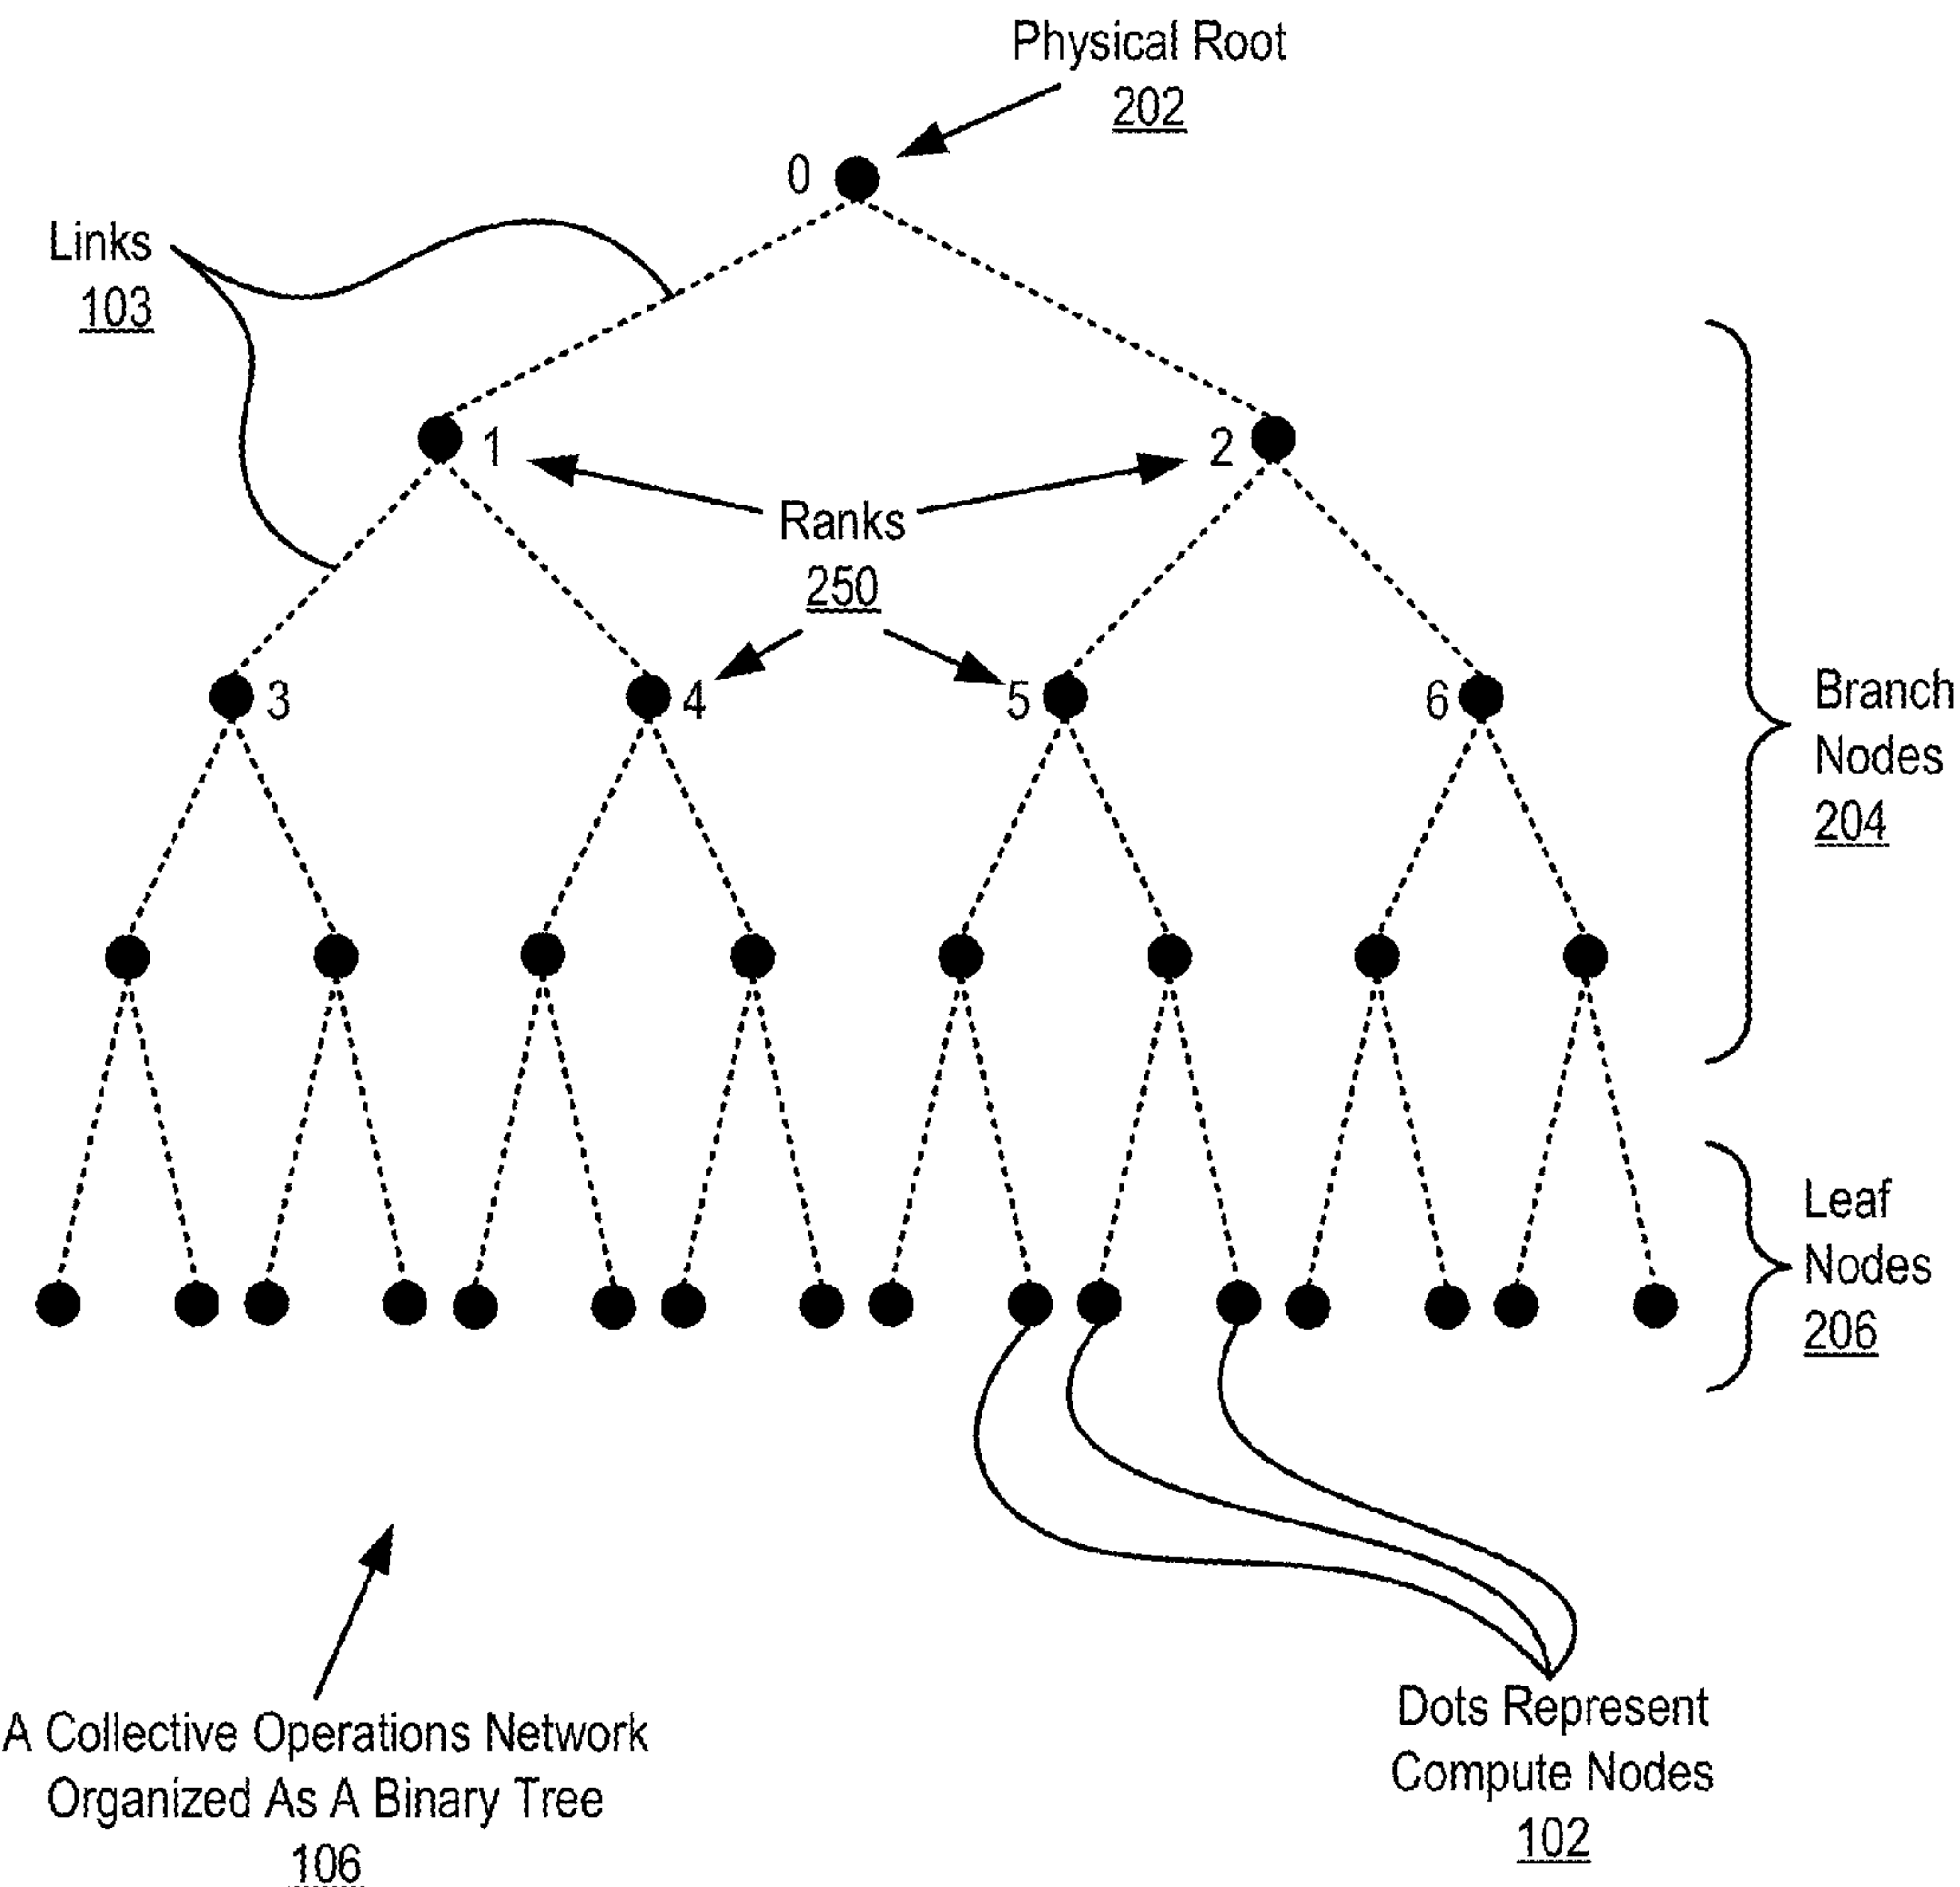 Physical Root
202
0
Links
103
1
2
Ranks
250
3
4
5
6
Branch
Nodes
204
Leaf
Nodes
206
A Collective Operations Network
Organized As A Binary Tree
106
Dots Represent
Compute Nodes
102